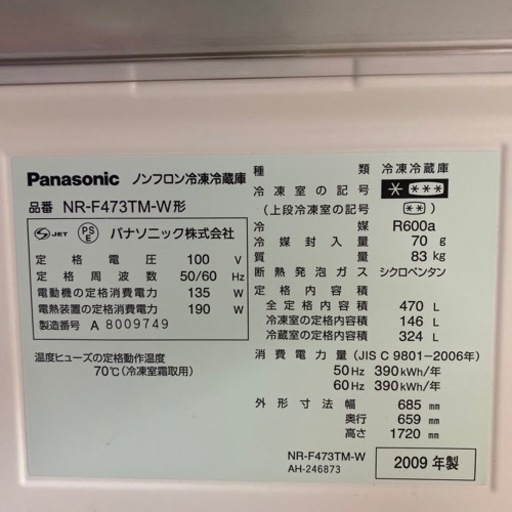 Panasonic ノンフロン冷凍冷蔵庫
品番 NR-F473TM-W形
S JET PS E パナソニック株式会社
定格電圧 100 V
定格周波数 50/60 Hz
電動機の定格消費電力 135 W
電熱装置の定格消費電力 190 W
製造番号 A 8009749
温度ヒューズの定格動作温度
70℃(冷凍室霜取用)
種類 冷凍冷蔵庫
冷凍室の記号 * ***
(上段冷凍室の記号 ** )
冷媒 R600a
冷媒封入量 70 g
質量 83 kg
断熱発泡ガス シクロペンタン
定格内容積
全定格内容積 470 L
冷凍室の定格内容積 146 L
冷蔵室の定格内容積 324 L
消費電力量(JIS C 9801-2006年)
50Hz 390kWh/年
60Hz 390kWh/年
外形寸法 幅 685 mm
奥行 659 mm
高さ 1720 mm
NR-F473TM-W
AH-246873
2009年製